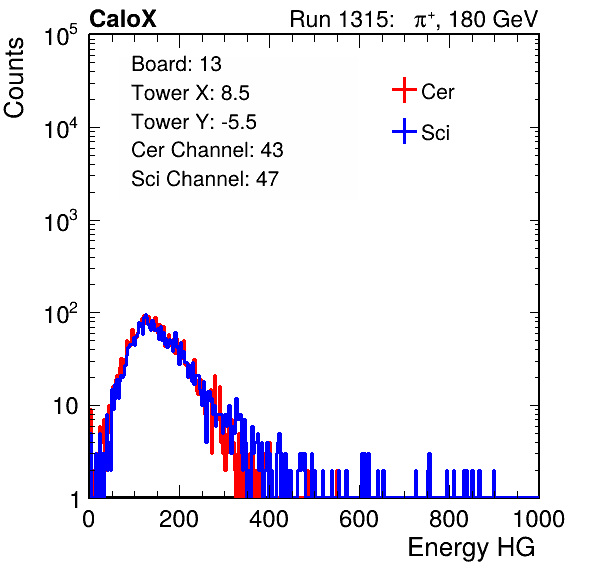 CaloX Run 1315: π⁺, 180 GeV
Board: 13
Tower X: 8.5
Tower Y: -5.5
Cer Channel: 43
Sci Channel: 47
Cer
Sci
Counts
10⁵
10⁴
10³
10²
10
1
0 200 400 600 800 1000
Energy HG